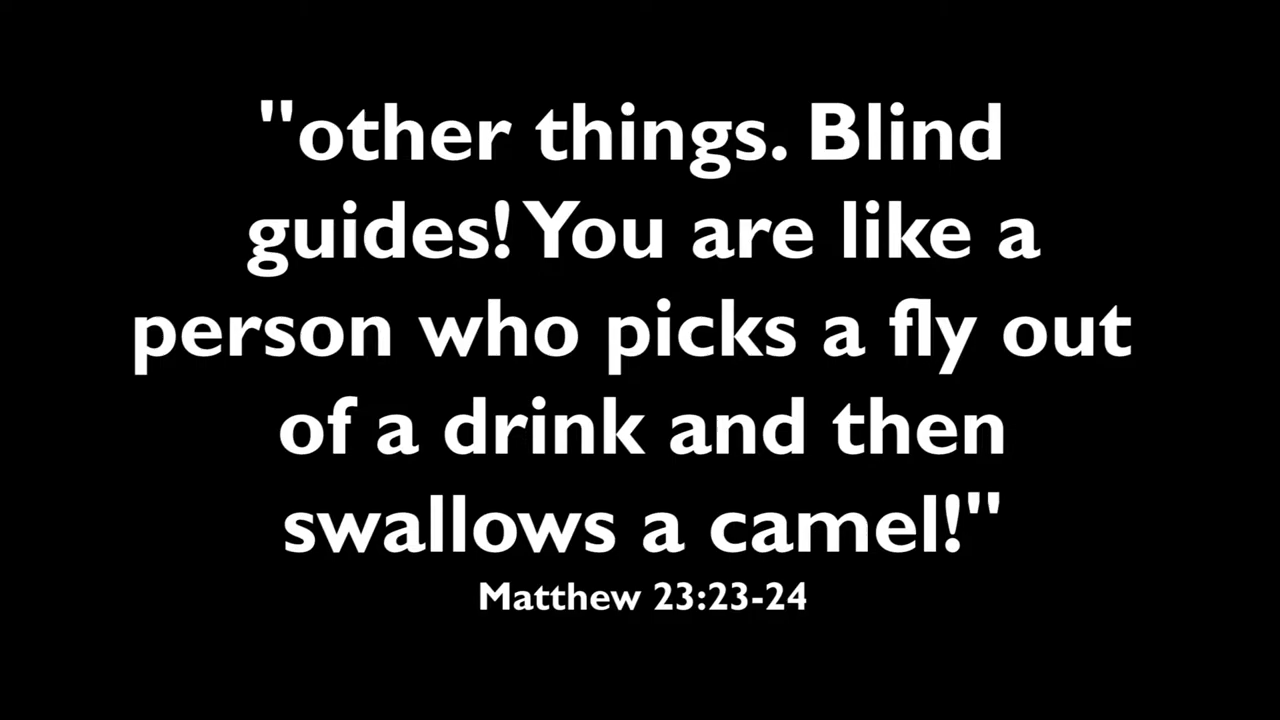 "other things. Blind
guides! You are like a
person who picks a fly out
of a drink and then
swallows a camel!"
Matthew 23:23-24